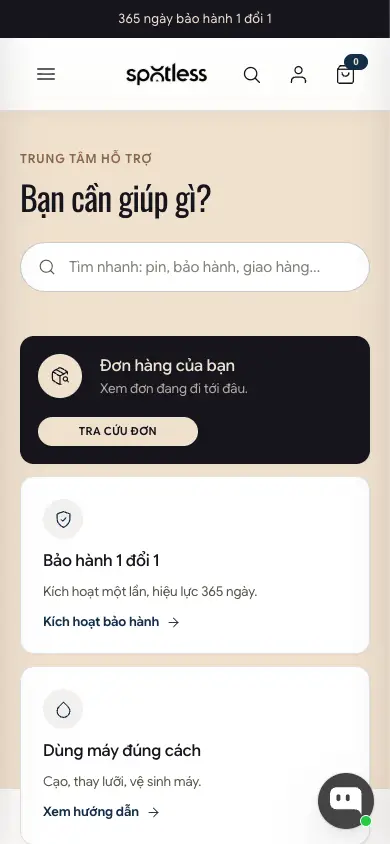 365 ngày bảo hành 1 đổi 1
spotless
0
TRUNG TÂM HỖ TRỢ
Bạn cần giúp gì?
Tìm nhanh: pin, bảo hành, giao hàng...
Đơn hàng của bạn
Xem đơn đang đi tới đâu.
TRA CỨU ĐƠN
Bảo hành 1 đổi 1
Kích hoạt một lần, hiệu lực 365 ngày.
Kích hoạt bảo hành →
Dùng máy đúng cách
Cạo, thay lưỡi, vệ sinh máy.
Xem hướng dẫn →